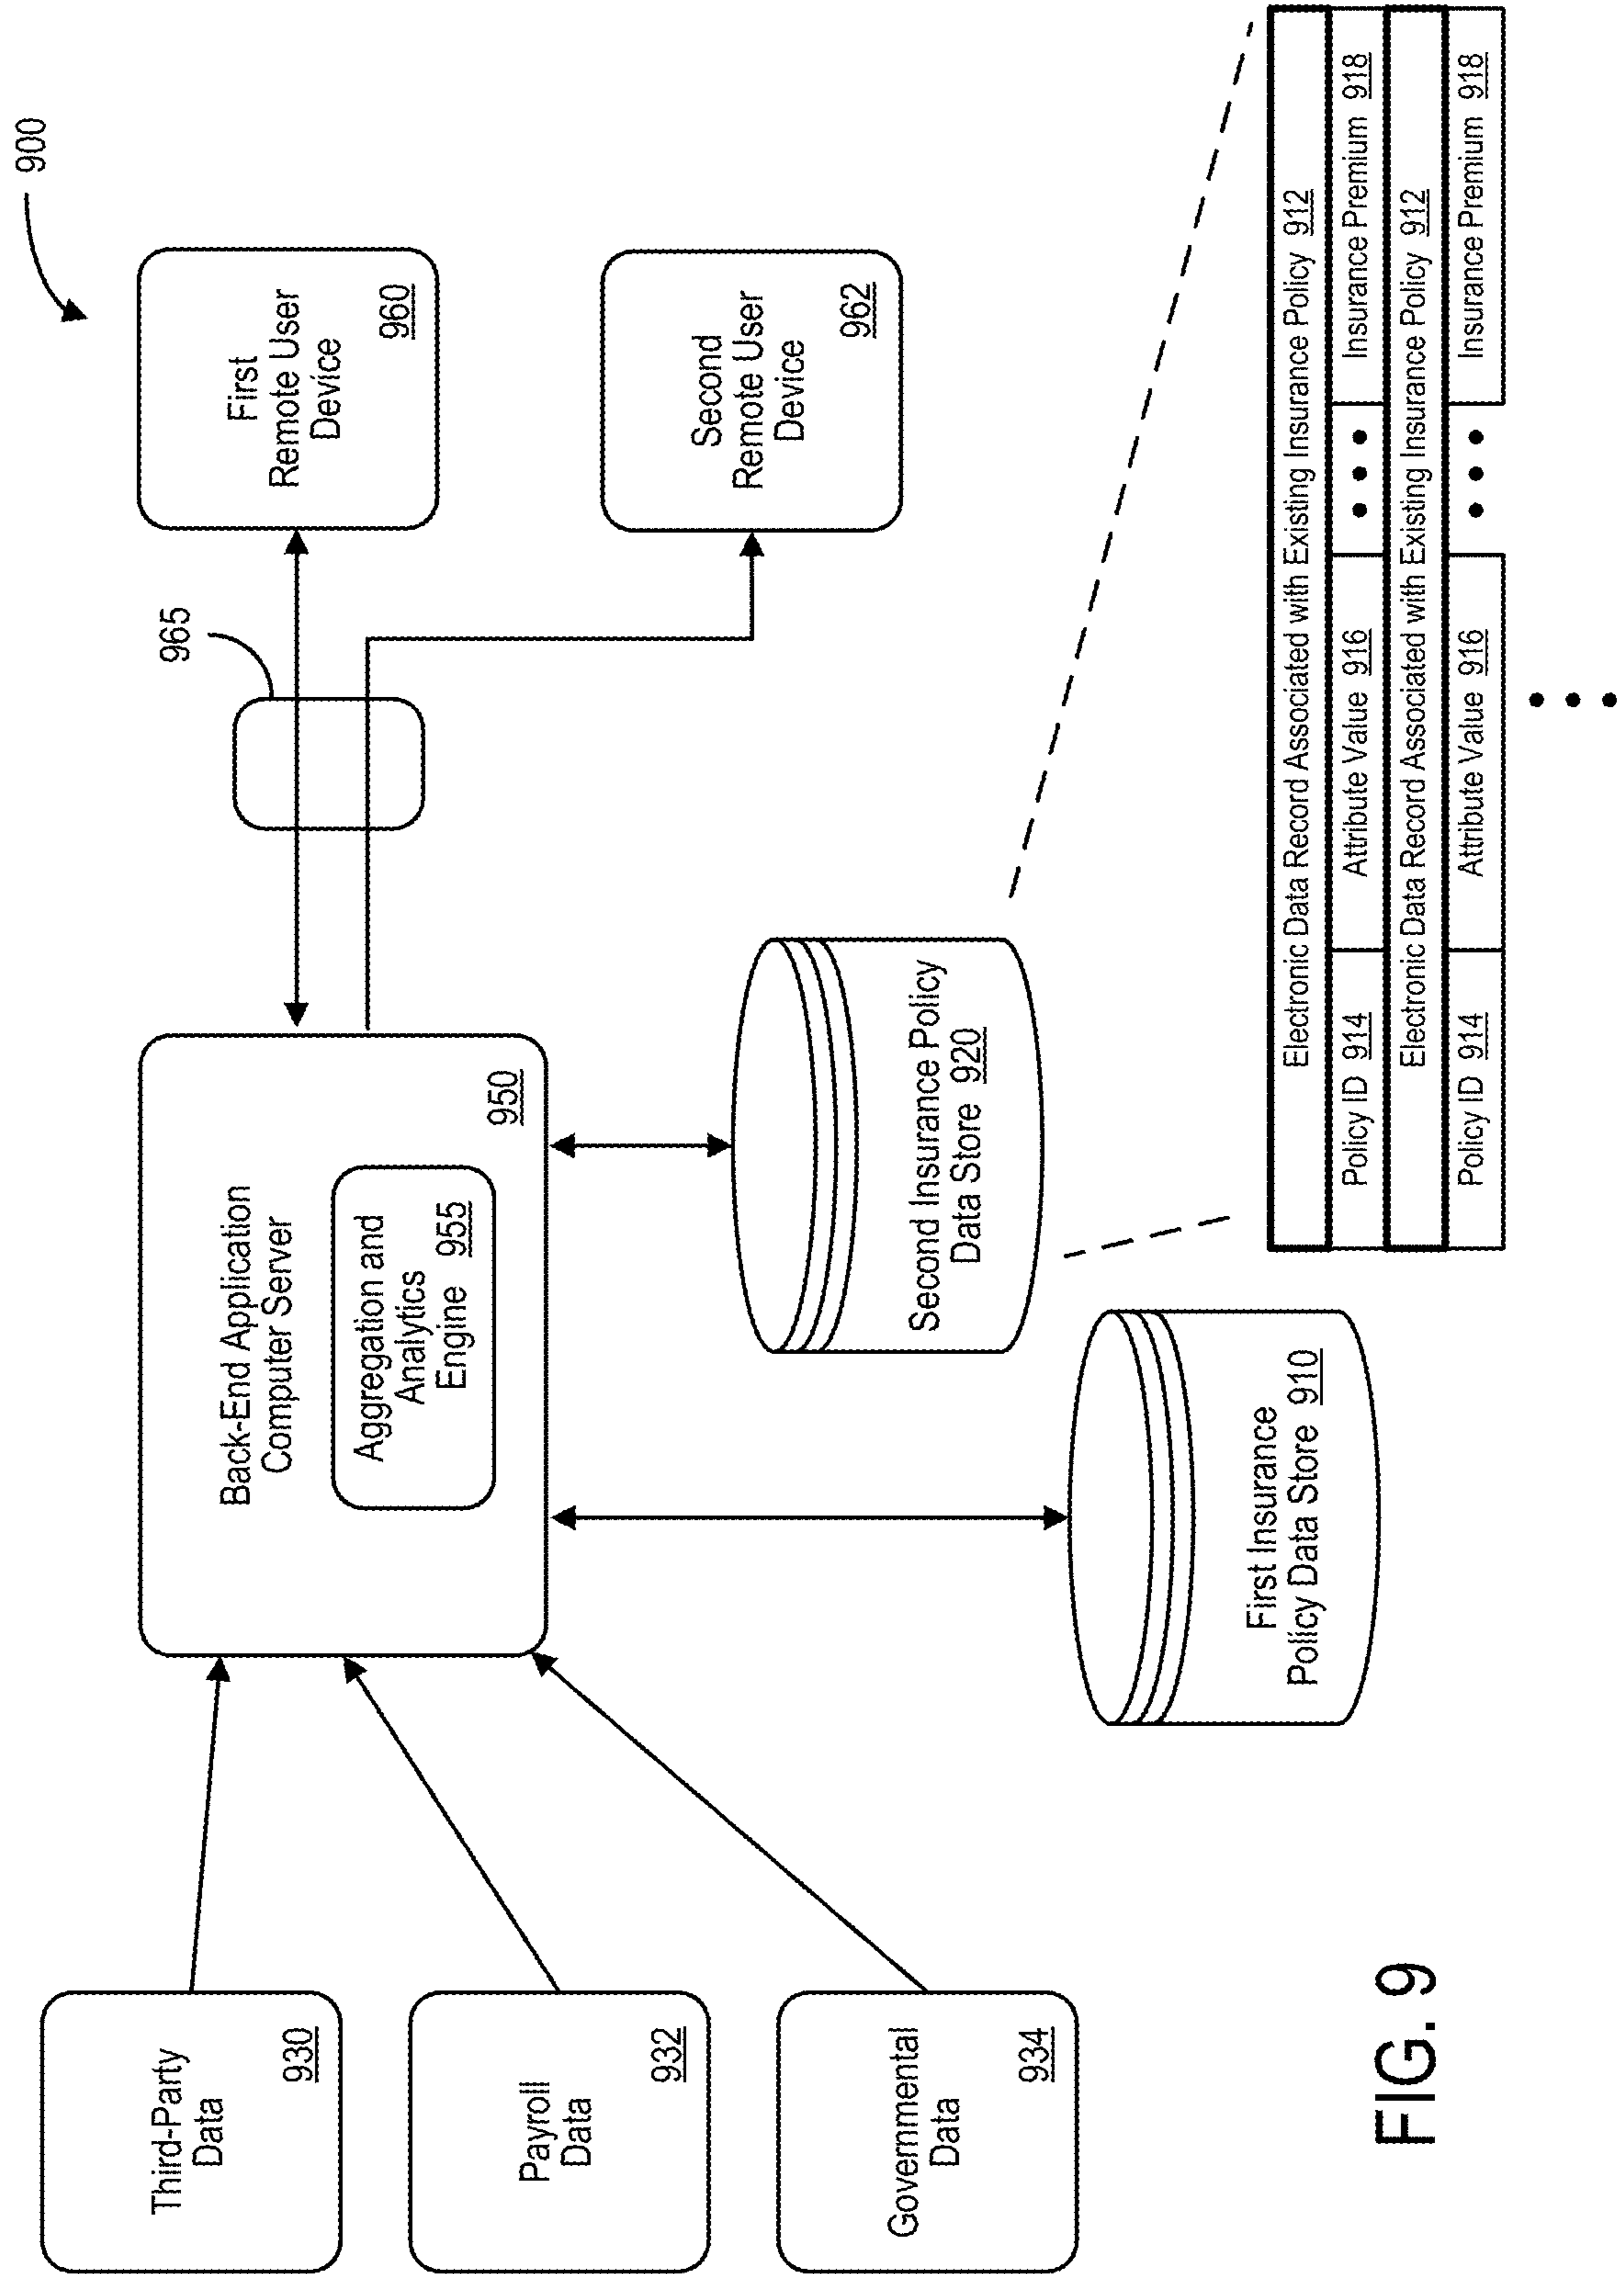 900
Third-Party
Data
930
Payroll
Data
932
Governmental
Data
934
Back-End Application
Computer Server
950
Aggregation and
Analytics
Engine 955
965
First
Remote User
Device
960
Second
Remote User
Device
962
First Insurance
Policy Data Store 910
Second Insurance Policy
Data Store 920
Electronic Data Record Associated with Existing Insurance Policy 912
Policy ID 914 Attribute Value 916 ••• Insurance Premium 918
Electronic Data Record Associated with Existing Insurance Policy 912
Policy ID 914 Attribute Value 916 ••• Insurance Premium 918
•••
FIG. 9